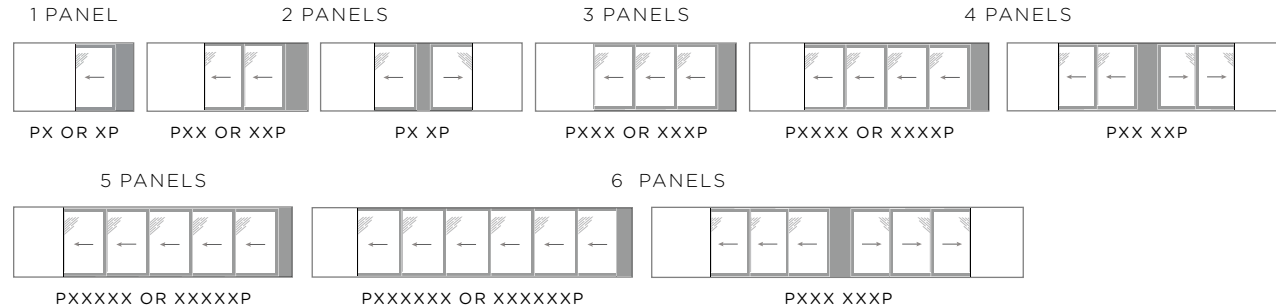 1 PANEL
2 PANELS
3 PANELS
4 PANELS
PX OR XP
PXX OR XXP
PX XP
PXXX OR XXXP
PXXXX OR XXXXP
PXX XXP
5 PANELS
6 PANELS
PXXXXX OR XXXXXP
PXXXXXX OR XXXXXXP
PXXX XXXP